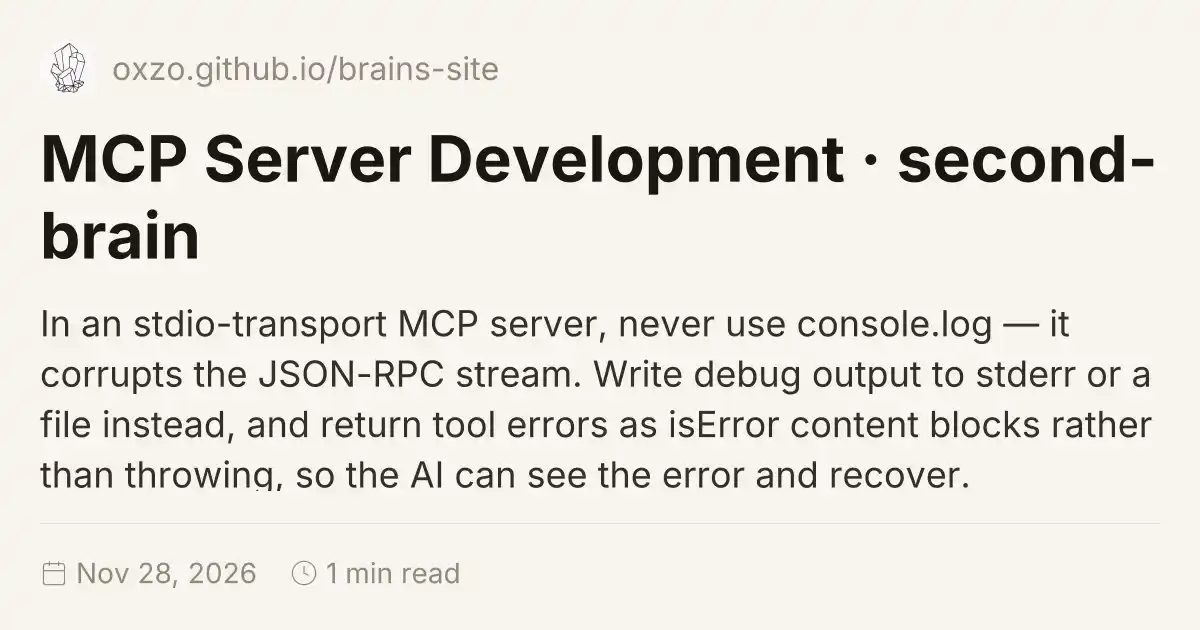 oxzo.github.io/brains-site
MCP Server Development · second-
brain
In an stdio-transport MCP server, never use console.log — it
corrupts the JSON-RPC stream. Write debug output to stderr or a
file instead, and return tool errors as isError content blocks rather
than throwing, so the AI can see the error and recover.
Nov 28, 2026 1 min read